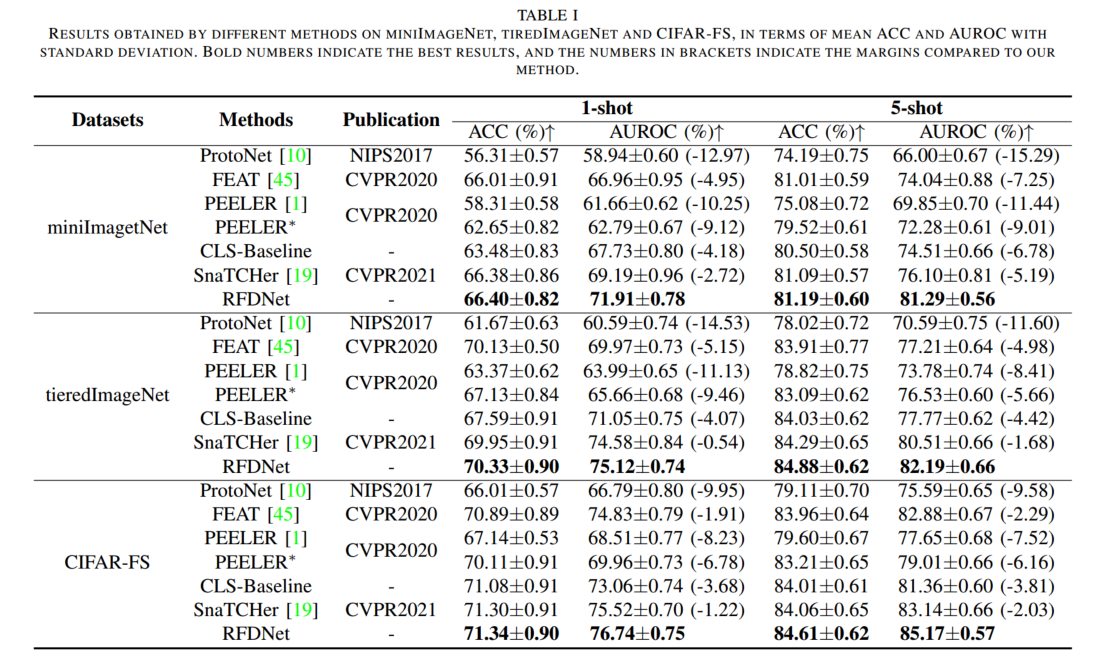 TABLE I
RESULTS OBTAINED BY DIFFERENT METHODS ON MINIIMAGENET, TIREDIMAGENET AND CIFAR-FS, IN TERMS OF MEAN ACC AND AUROC WITH
STANDARD DEVIATION. BOLD NUMBERS INDICATE THE BEST RESULTS, AND THE NUMBERS IN BRACKETS INDICATE THE MARGINS COMPARED TO OUR
METHOD.
Datasets Methods Publication 1-shot 5-shot
ACC (%)↑ AUROC (%)↑ ACC (%)↑ AUROC (%)↑
miniImagetNet
ProtoNet [10] NIPS2017 56.31±0.57 58.94±0.60 (-12.97) 74.19±0.75 66.00±0.67 (-15.29)
FEAT [45] CVPR2020 66.01±0.91 66.96±0.95 (-4.95) 81.01±0.59 74.04±0.88 (-7.25)
PEELER [1] CVPR2020 58.31±0.58 61.66±0.62 (-10.25) 75.08±0.72 69.85±0.70 (-11.44)
PEELER* 62.65±0.82 62.79±0.67 (-9.12) 79.52±0.61 72.28±0.61 (-9.01)
CLS-Baseline - 63.48±0.83 67.73±0.80 (-4.18) 80.50±0.58 74.51±0.66 (-6.78)
SnaTCHer [19] CVPR2021 66.38±0.86 69.19±0.96 (-2.72) 81.09±0.57 76.10±0.81 (-5.19)
RFDNet - 66.40±0.82 71.91±0.78 81.19±0.60 81.29±0.56
tieredImageNet
ProtoNet [10] NIPS2017 61.67±0.63 60.59±0.74 (-14.53) 78.02±0.72 70.59±0.75 (-11.60)
FEAT [45] CVPR2020 70.13±0.50 69.97±0.73 (-5.15) 83.91±0.77 77.21±0.64 (-4.98)
PEELER [1] CVPR2020 63.37±0.62 63.99±0.65 (-11.13) 78.82±0.75 73.78±0.74 (-8.41)
PEELER* 67.13±0.84 65.66±0.68 (-9.46) 83.09±0.62 76.53±0.60 (-5.66)
CLS-Baseline - 67.59±0.91 71.05±0.75 (-4.07) 84.03±0.62 77.77±0.62 (-4.42)
SnaTCHer [19] CVPR2021 69.95±0.91 74.58±0.84 (-0.54) 84.29±0.65 80.51±0.66 (-1.68)
RFDNet - 70.33±0.90 75.12±0.74 84.88±0.62 82.19±0.66
CIFAR-FS
ProtoNet [10] NIPS2017 66.01±0.57 66.79±0.80 (-9.95) 79.11±0.70 75.59±0.65 (-9.58)
FEAT [45] CVPR2020 70.89±0.89 74.83±0.79 (-1.91) 83.96±0.64 82.88±0.67 (-2.29)
PEELER [1] CVPR2020 67.14±0.53 68.51±0.77 (-8.23) 79.60±0.67 77.65±0.68 (-7.52)
PEELER* 70.11±0.91 69.96±0.73 (-6.78) 83.21±0.65 79.01±0.66 (-6.16)
CLS-Baseline - 71.08±0.91 73.06±0.74 (-3.68) 84.01±0.61 81.36±0.60 (-3.81)
SnaTCHer [19] CVPR2021 71.30±0.91 75.52±0.70 (-1.22) 84.06±0.65 83.14±0.66 (-2.03)
RFDNet - 71.34±0.90 76.74±0.75 84.61±0.62 85.17±0.57